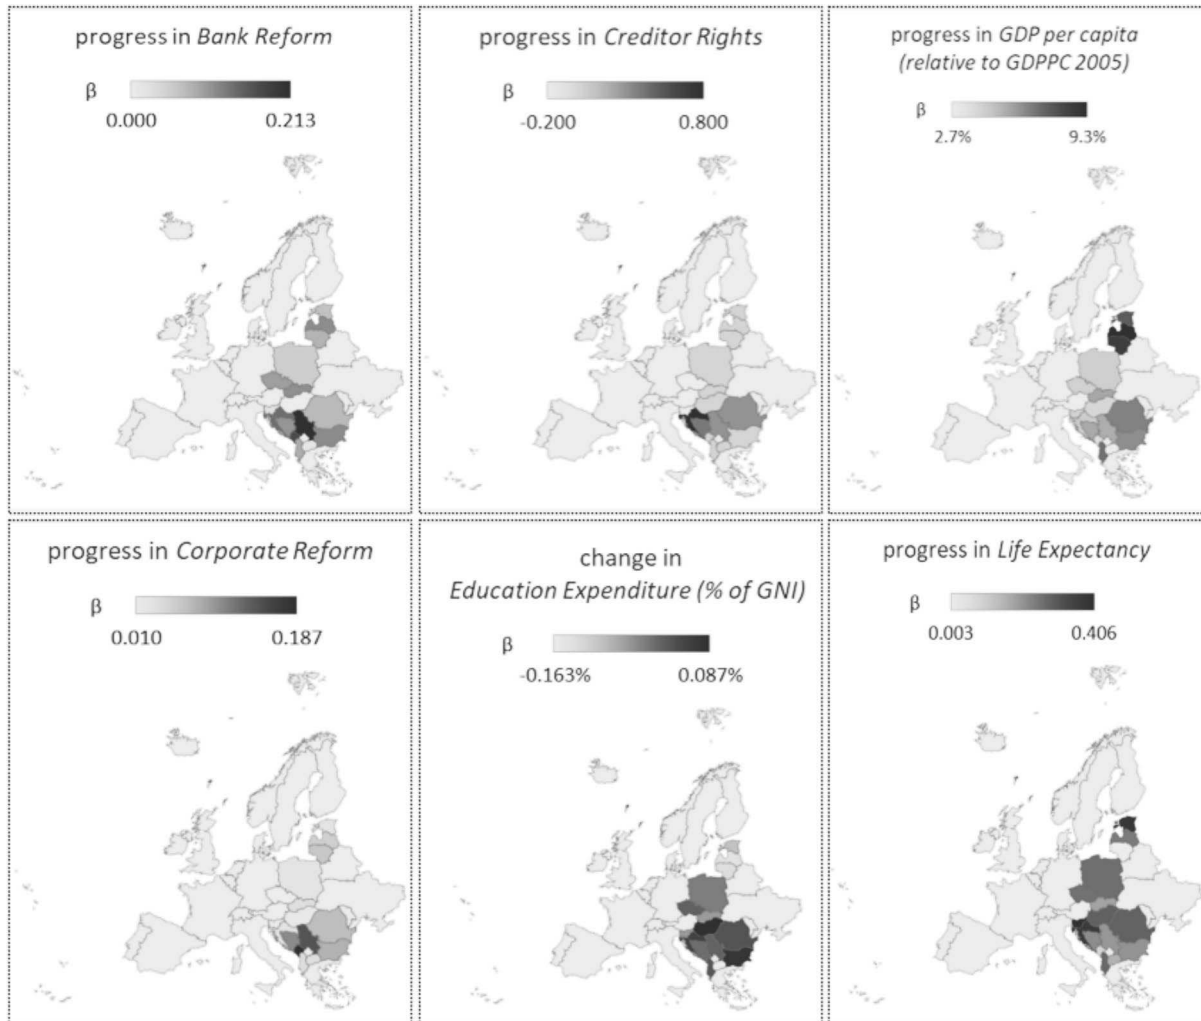 progress in Bank Reform
β
0.000 0.213
progress in Creditor Rights
β
-0.200 0.800
progress in GDP per capita
(relative to GDPPC 2005)
β
2.7% 9.3%
progress in Corporate Reform
β
0.010 0.187
change in
Education Expenditure (% of GNI)
β
-0.163% 0.087%
progress in Life Expectancy
β
0.003 0.406